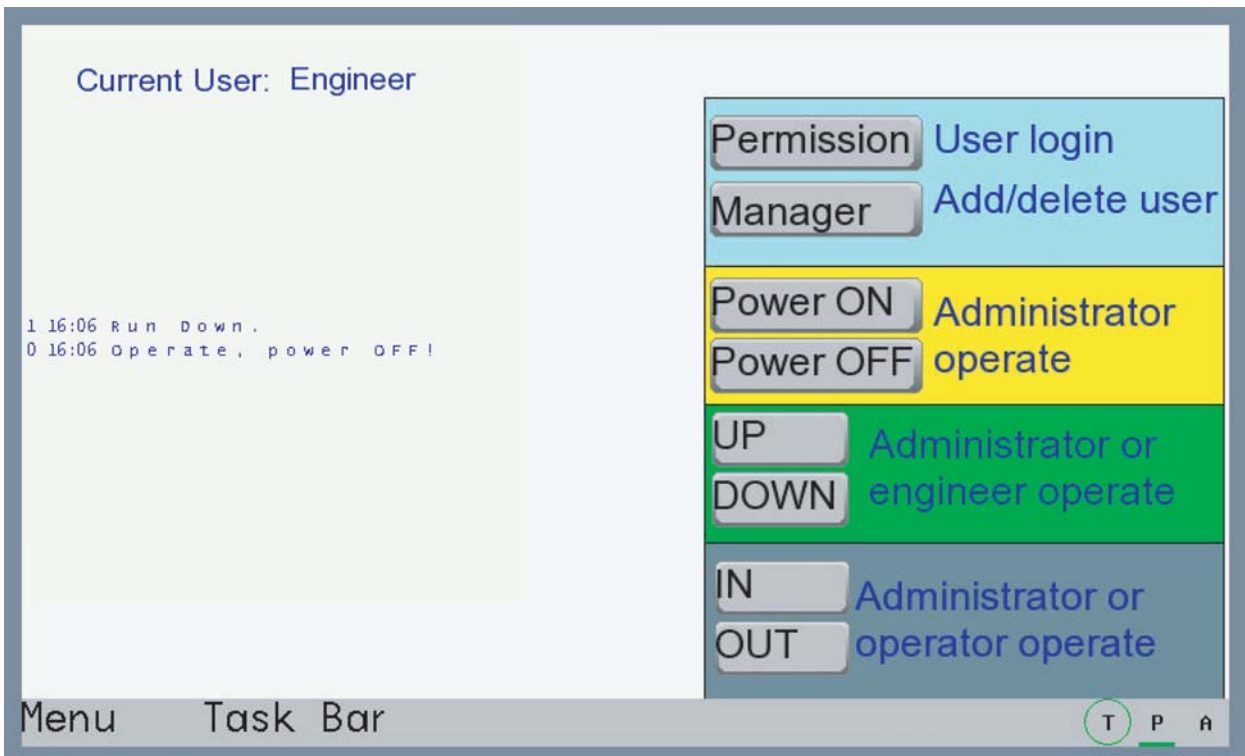 Current User: Engineer
1 16:06 Run Down.
0 16:06 Operate, power OFF!
Permission User login
Manager Add/delete user
Power ON
Power OFF
Administrator
operate
UP
DOWN
Administrator or
engineer operate
IN
OUT
Administrator or
operator operate
Menu Task Bar T P A